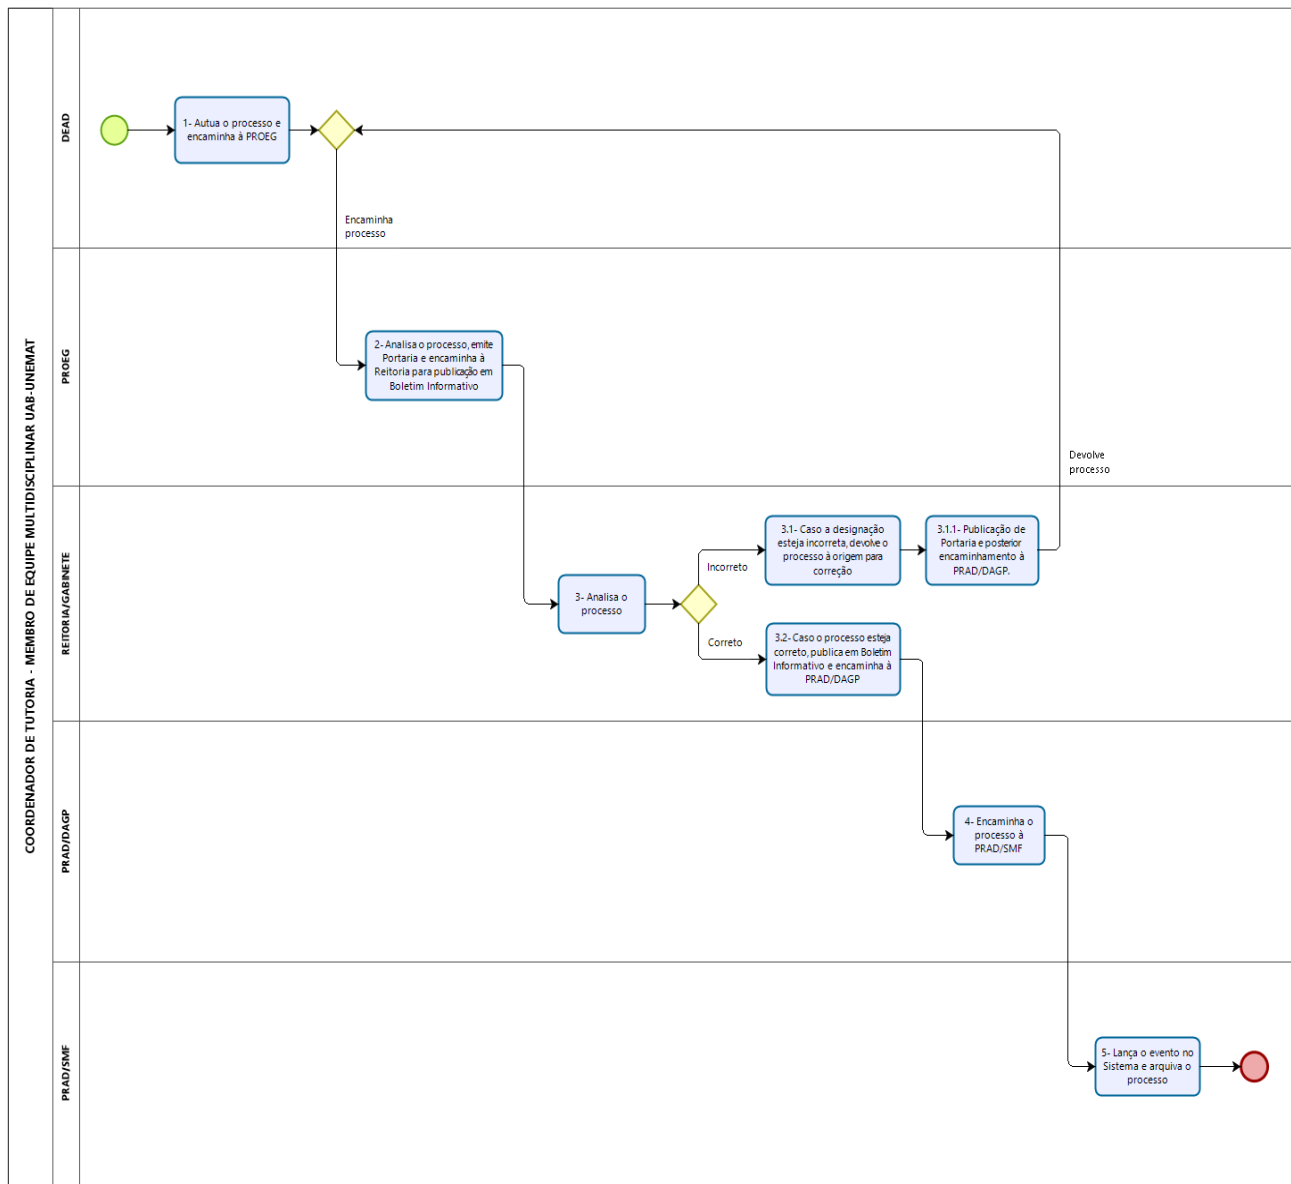 COORDENADOR DE TUTORIA - MEMBRO DE EQUIPE MULTIDISCIPLINAR UAB-UNEMAT
DEAD
1- Autua o processo e
encaminha à PROEG
Encaminha
processo
PROEG
2- Analisa o processo, emite
Portaria e encaminha à
Reitoria para publicação em
Boletim Informativo
Devolve
processo
REITORIA/GABINETE
3- Analisa o
processo
Incorreto
3.1- Caso a designação
esteja incorreta, devolve o
processo à origem para
correção
3.1.1- Publicação de
Portaria e posterior
encaminhamento à
PRAD/DAGP.
Correto
3.2- Caso o processo esteja
correto, publica em Boletim
Informativo e encaminha à
PRAD/DAGP
PRAD/DAGP
4- Encaminha o
processo à
PRAD/SMF
PRAD/SMF
5- Lança o evento no
Sistema e arquiva o
processo